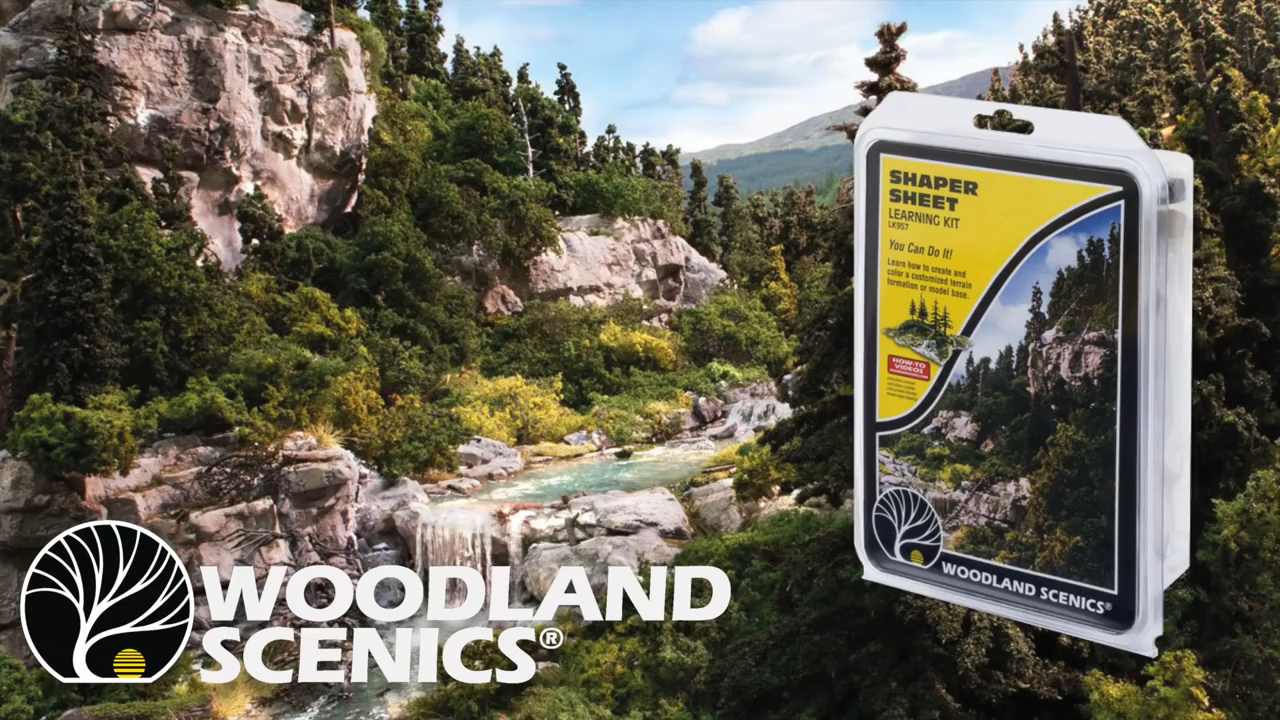 SHAPER
SHEET
LEARNING KIT
LK957
You Can Do It!
Learn how to create and
color a customized terrain
formation or model base.
HOW-TO
VIDEOS
WOODLAND SCENICS®
WOODLAND
SCENICS®